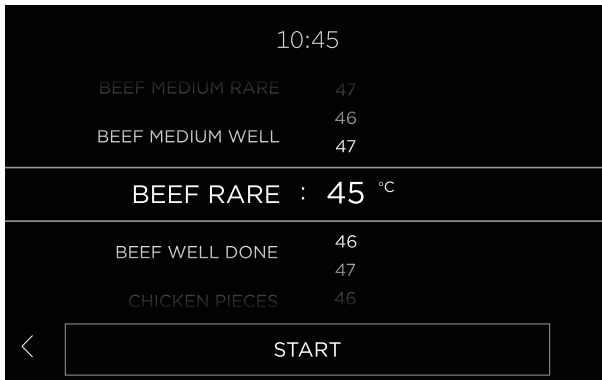 10:45
BEEF MEDIUM RARE 47
46
BEEF MEDIUM WELL
47
BEEF RARE : 45 °C
46
BEEF WELL DONE
47
CHICKEN PIECES 46
START